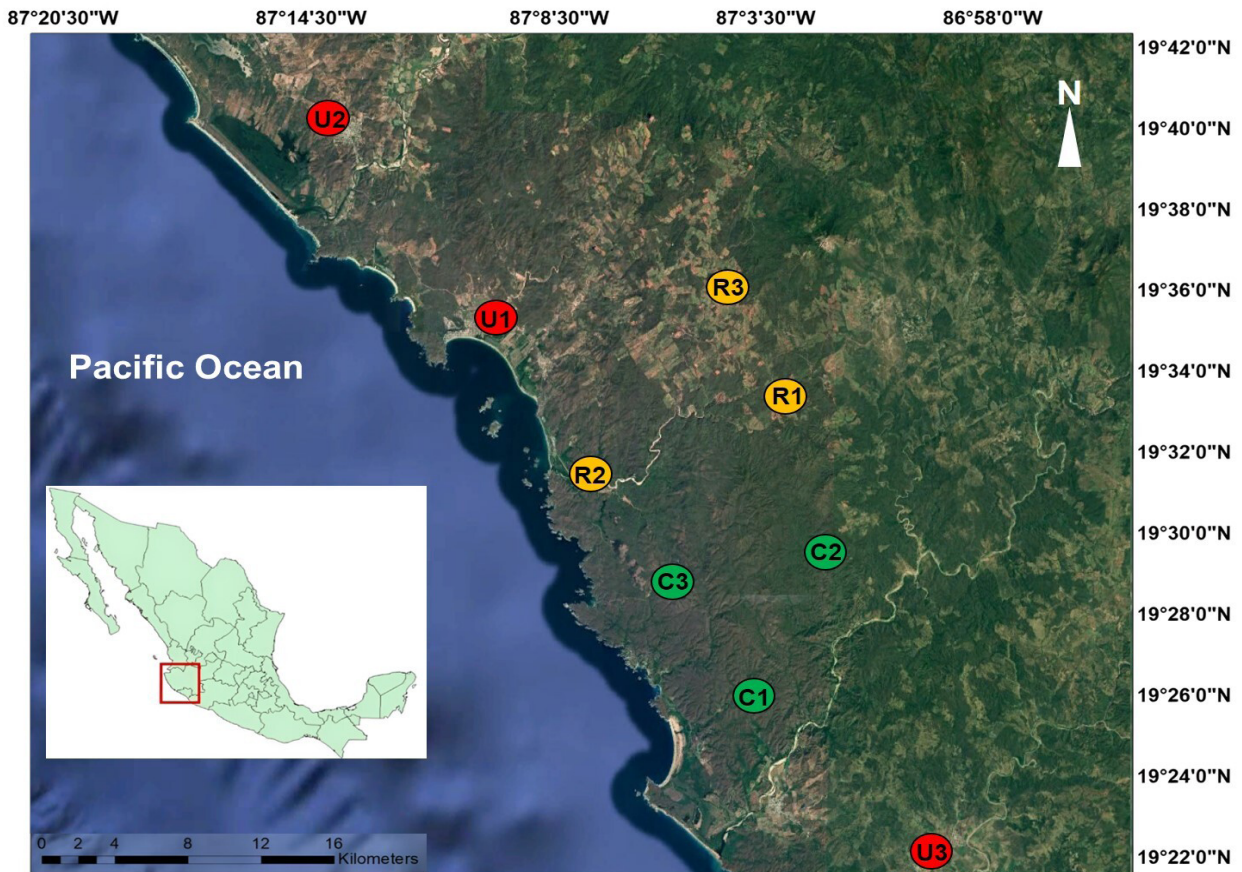 87°20'30"W 87°14'30"W 87°8'30"W 87°3'30"W 86°58'0"W
19°42'0"N
N
U2
19°40'0"N
19°38'0"N
R3
19°36'0"N
U1
Pacific Ocean
19°34'0"N
R1
19°32'0"N
R2
19°30'0"N
C2
C3
19°28'0"N
19°26'0"N
C1
19°24'0"N
0 2 4 8 12 16
Kilometers
U3
19°22'0"N